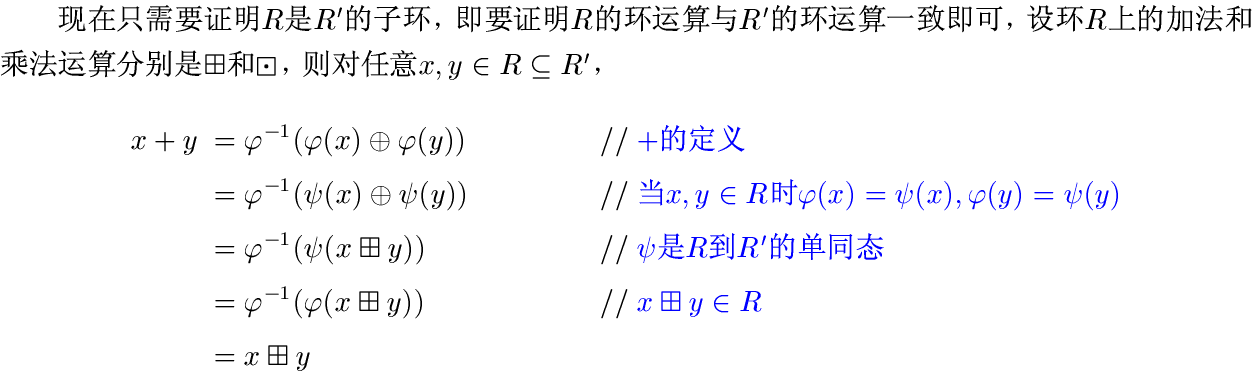 现在只需要证明R是R′的子环，即要证明R的环运算与R′的环运算一致即可，设环R上的加法和
乘法运算分别是⊞和⊡，则对任意x, y ∈ R ⊆ R′，
x + y = φ⁻¹(φ(x) ⊕ φ(y)) // +的定义
= φ⁻¹(ψ(x) ⊕ ψ(y)) // 当x, y ∈ R时φ(x) = ψ(x), φ(y) = ψ(y)
= φ⁻¹(ψ(x ⊞ y)) // ψ是R到R′的单同态
= φ⁻¹(φ(x ⊞ y)) // x ⊞ y ∈ R
= x ⊞ y